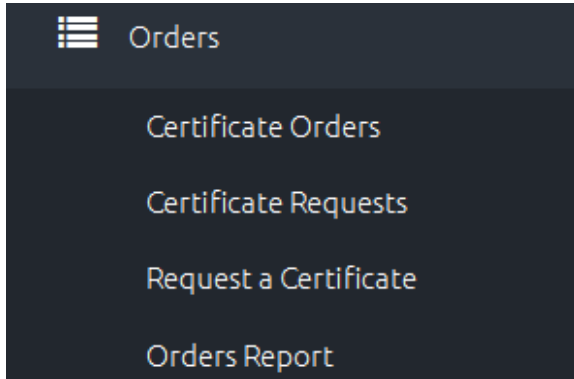 Orders
Certificate Orders
Certificate Requests
Request a Certificate
Orders Report